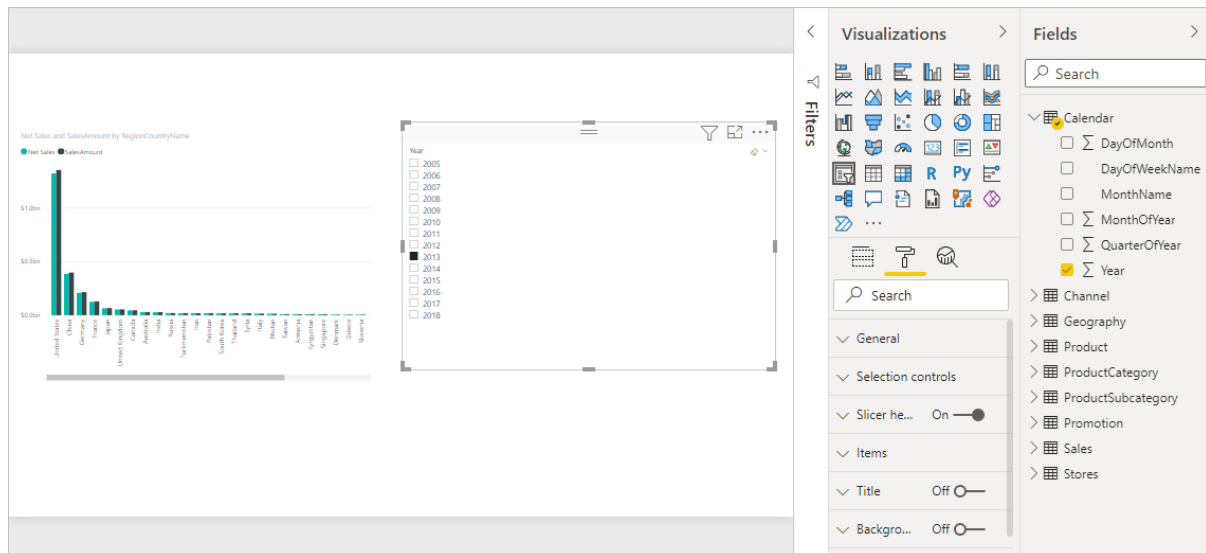 Net Sales and SalesAmount by RegionCountryName
Net Sales SalesAmount
$1.0bn
$0.5bn
$0.0bn
United States
China
Germany
France
Japan
United Kingdom
Canada
Australia
India
Russia
Turkmenistan
Iran
Pakistan
South Korea
Thailand
Syria
Italy
Bhutan
Taiwan
Armenia
Kyrgyzstan
Singapore
Denmark
Greece
Slovenia
Year
2005
2006
2007
2008
2009
2010
2011
2012
2013
2014
2015
2016
2017
2018
Filters
Visualizations
123
R Py
Search
General
Selection controls
Slicer he... On
Items
Title Off
Backgro... Off
Fields
Search
Calendar
∑ DayOfMonth
DayOfWeekName
MonthName
∑ MonthOfYear
∑ QuarterOfYear
∑ Year
Channel
Geography
Product
ProductCategory
ProductSubcategory
Promotion
Sales
Stores